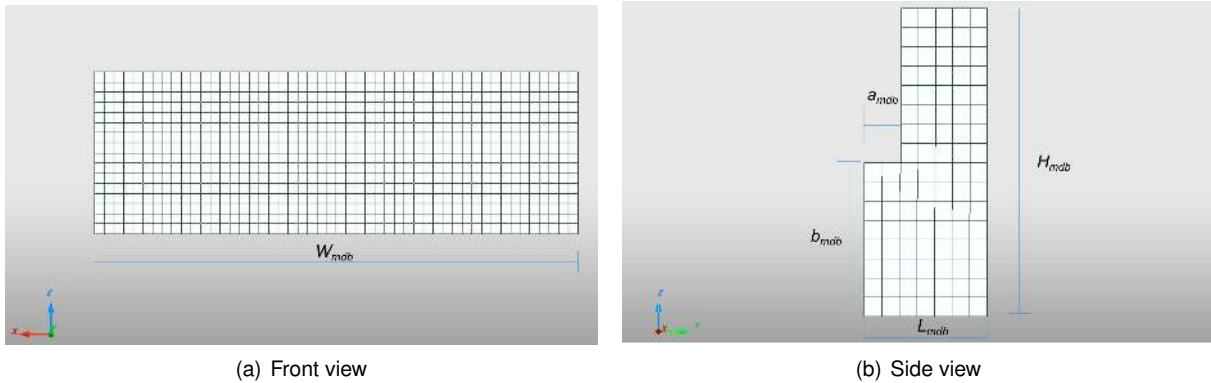 W_mdb
z
x
Y
a_mdb
H_mdb
b_mdb
L_mdb
z
x
Y
(a) Front view
(b) Side view